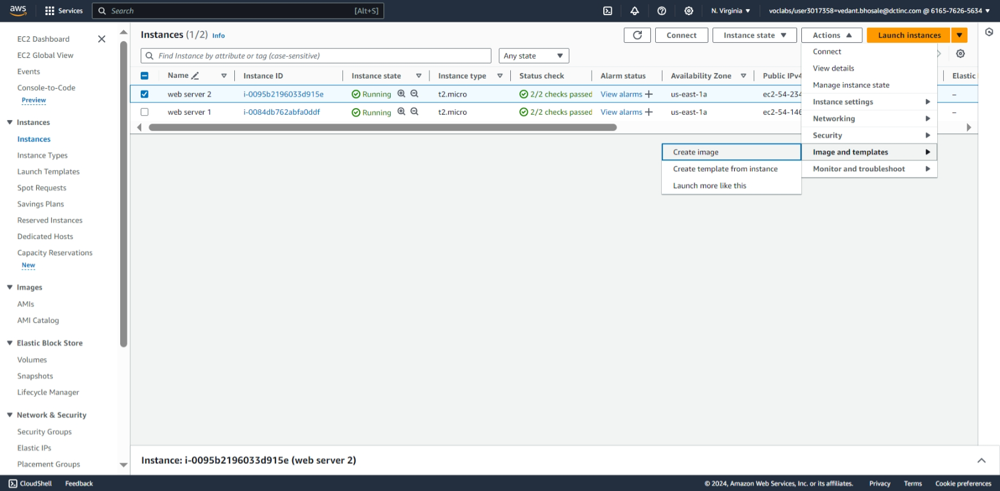 aws
Services
Search
[Alt+S]
N. Virginia
voclabs/user3017358=vedant.bhosale@dctinc.com @ 6165-7626-5634
EC2 Dashboard
EC2 Global View
Events
Console-to-Code
Preview
Instances
Instances
Instance Types
Launch Templates
Spot Requests
Savings Plans
Reserved Instances
Dedicated Hosts
Capacity Reservations
New
Images
AMIs
AMI Catalog
Elastic Block Store
Volumes
Snapshots
Lifecycle Manager
Network & Security
Security Groups
Elastic IPs
Placement Groups
Instances (1/2) Info
Connect
Instance state
Actions
Launch instances
Find Instance by attribute or tag (case-sensitive)
Any state
Name Instance ID Instance state Instance type Status check Alarm status Availability Zone Public IPv4 Elastic
web server 2 i-0095b2196033d915e Running t2.micro 2/2 checks passed View alarms + us-east-1a ec2-54-234 –
web server 1 i-0084db762abfa0ddf Running t2.micro 2/2 checks passed View alarms + us-east-1a ec2-54-146 –
Connect
View details
Manage instance state
Instance settings
Networking
Security
Image and templates
Monitor and troubleshoot
Create image
Create template from instance
Launch more like this
Instance: i-0095b2196033d915e (web server 2)
CloudShell
Feedback
© 2024, Amazon Web Services, Inc. or its affiliates.
Privacy
Terms
Cookie preferences